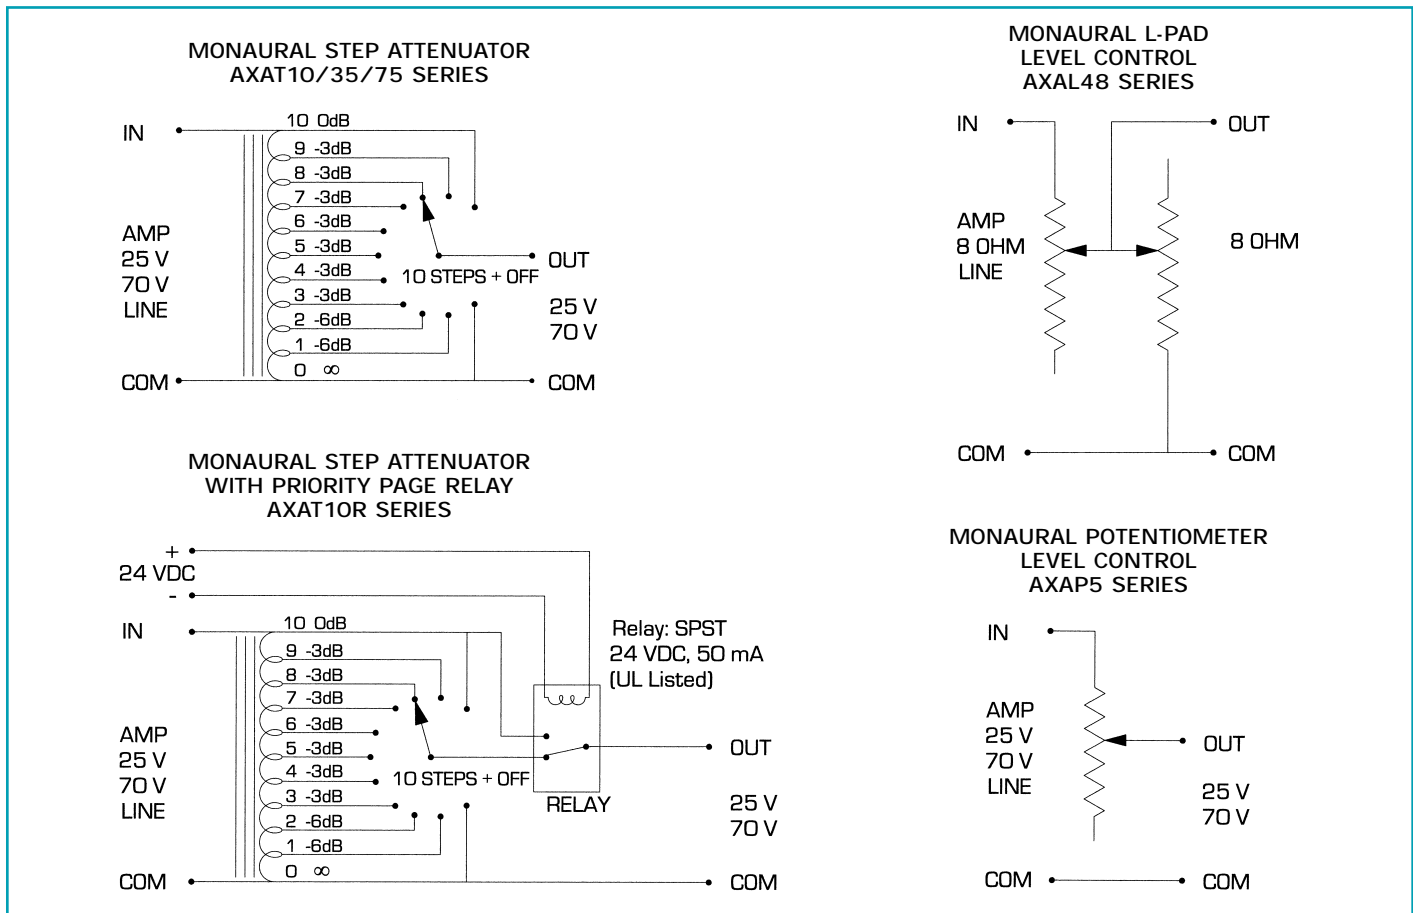 MONAURAL STEP ATTENUATOR
AXAT10/35/75 SERIES
IN
10 0dB
9 -3dB
8 -3dB
7 -3dB
6 -3dB
5 -3dB
4 -3dB
3 -3dB
2 -6dB
1 -6dB
0 ∞
AMP
25 V
70 V
LINE
10 STEPS + OFF
OUT
25 V
70 V
COM
COM
MONAURAL L-PAD
LEVEL CONTROL
AXAL48 SERIES
IN
OUT
AMP
8 OHM
LINE
8 OHM
COM
COM
MONAURAL STEP ATTENUATOR
WITH PRIORITY PAGE RELAY
AXAT10R SERIES
+
24 VDC
-
IN
10 0dB
9 -3dB
8 -3dB
7 -3dB
6 -3dB
5 -3dB
4 -3dB
3 -3dB
2 -6dB
1 -6dB
0 ∞
AMP
25 V
70 V
LINE
10 STEPS + OFF
Relay: SPST
24 VDC, 50 mA
(UL Listed)
RELAY
OUT
25 V
70 V
COM
COM
MONAURAL POTENTIOMETER
LEVEL CONTROL
AXAP5 SERIES
IN
AMP
25 V
70 V
LINE
OUT
25 V
70 V
COM
COM